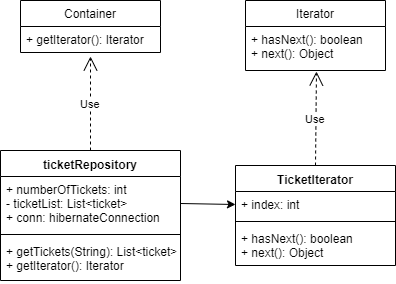 Container
+ getIterator(): Iterator
Iterator
+ hasNext(): boolean
+ next(): Object
Use
Use
ticketRepository
+ numberOfTickets: int
- ticketList: List<ticket>
+ conn: hibernateConnection
+ getTickets(String): List<ticket>
+ getIterator(): Iterator
TicketIterator
+ index: int
+ hasNext(): boolean
+ next(): Object